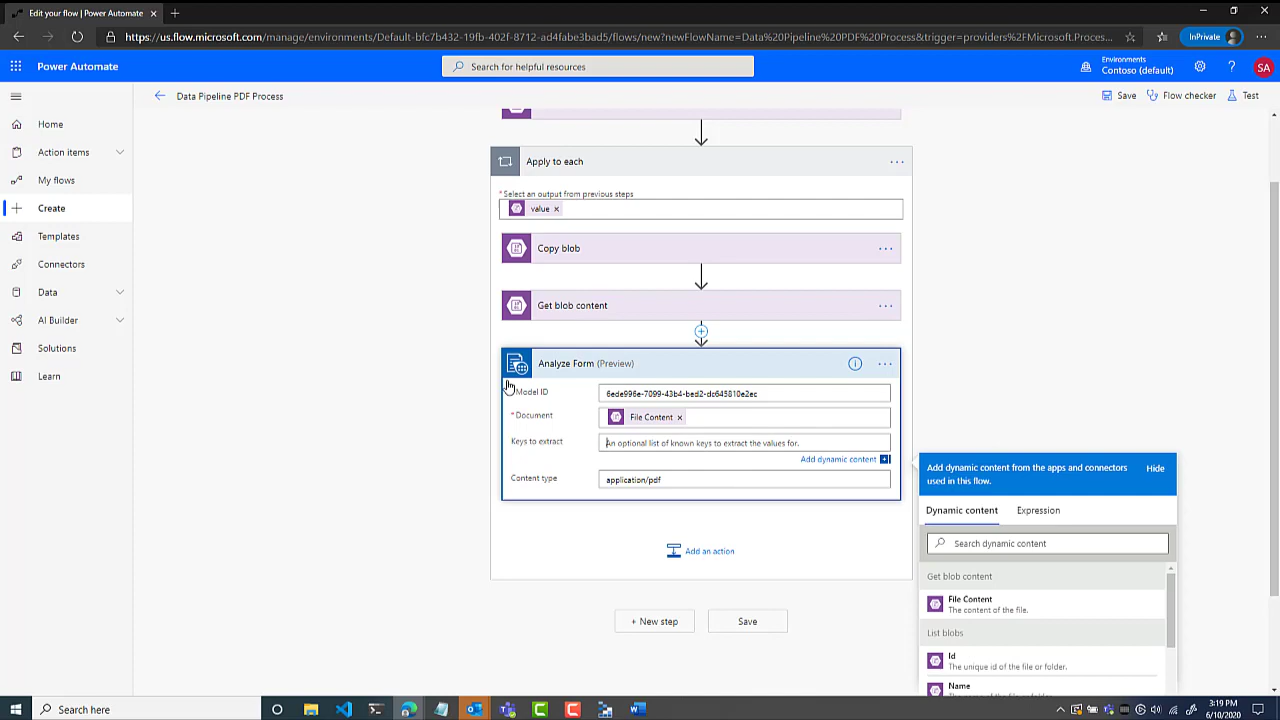 Edit your flow | Power Automate
https://us.flow.microsoft.com/manage/environments/Default-bfc7b432-19fb-402f-8712-ad4fabe3bad5/flows/new?newFlowName=Data%20Pipeline%20PDF%20Process&trigger=providers%2FMicrosoft.Proces...
InPrivate
Power Automate
Search for helpful resources
Environments
Contoso (default)
SA
Data Pipeline PDF Process
Save
Flow checker
Test
Home
Action items
My flows
Create
Templates
Connectors
Data
AI Builder
Solutions
Learn
Apply to each
* Select an output from previous steps
value
Copy blob
Get blob content
Analyze Form (Preview)
Model ID
6ede996e-7099-43b4-bed2-dc645810e2ec
* Document
File Content
Keys to extract
An optional list of known keys to extract the values for.
Add dynamic content
Content type
application/pdf
Add an action
+ New step
Save
Add dynamic content from the apps and connectors
used in this flow.
Hide
Dynamic content
Expression
Search dynamic content
Get blob content
File Content
The content of the file.
List blobs
Id
The unique id of the file or folder.
Name
Search here
3:19 PM
6/10/2020